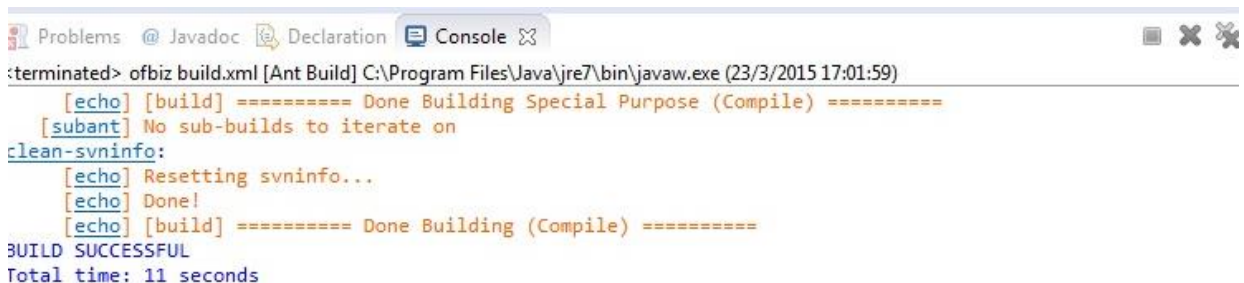 Problems @ Javadoc Declaration Console
<terminated> ofbiz build.xml [Ant Build] C:\Program Files\Java\jre7\bin\javaw.exe (23/3/2015 17:01:59)
[echo] [build] ========== Done Building Special Purpose (Compile) ==========
[subant] No sub-builds to iterate on
clean-svninfo:
[echo] Resetting svninfo...
[echo] Done!
[echo] [build] ========== Done Building (Compile) ==========
BUILD SUCCESSFUL
Total time: 11 seconds